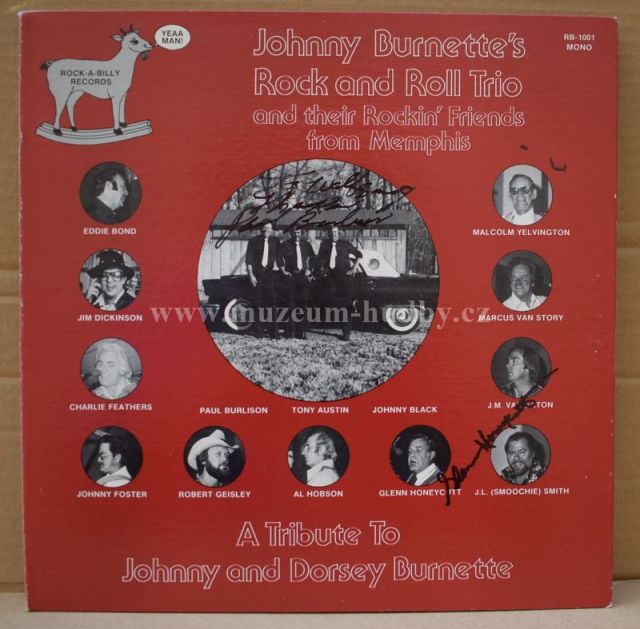 YEAA
MAN!
ROCK-A-BILLY
RECORDS
RB-1001
MONO
Johnny Burnette's
Rock and Roll Trio
and their Rockin' Friends
from Memphis
EDDIE BOND
MALCOLM YELVINGTON
JIM DICKINSON
MARCUS VAN STORY
www.muzeum-hudby.cz
CHARLIE FEATHERS
PAUL BURLISON
TONY AUSTIN
JOHNNY BLACK
JOHNNY FOSTER
ROBERT GEISLEY
AL HOBSON
GLENN HONEYCUTT
Glenn Honeycutt
J.L. (SMOOCHIE) SMITH
A Tribute To
Johnny and Dorsey Burnette